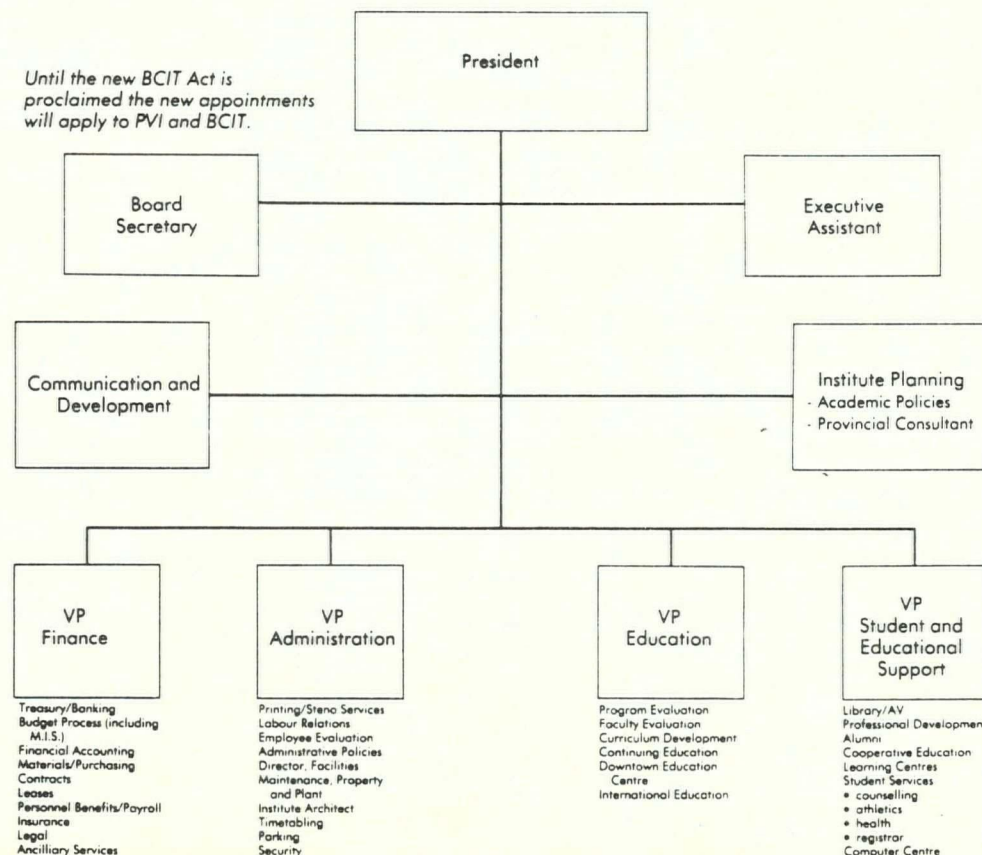 President
Until the new BCIT Act is
proclaimed the new appointments
will apply to PVI and BCIT.
Board
Secretary
Executive
Assistant
Communication and
Development
Institute Planning
- Academic Policies
- Provincial Consultant
VP
Finance
Treasury/Banking
Budget Process (including
M.I.S.)
Financial Accounting
Materials/Purchasing
Contracts
Leases
Personnel Benefits/Payroll
Insurance
Legal
Ancilliary Services
VP
Administration
Printing/Steno Services
Labour Relations
Employee Evaluation
Administrative Policies
Director, Facilities
Maintenance, Property
and Plant
Institute Architect
Timetabling
Parking
Security
VP
Education
Program Evaluation
Faculty Evaluation
Curriculum Development
Continuing Education
Downtown Education
Centre
International Education
VP
Student and
Educational
Support
Library/AV
Professional Developmen
Alumni
Cooperative Education
Learning Centres
Student Services
• counselling
• athletics
• health
• registrar
Computer Centre